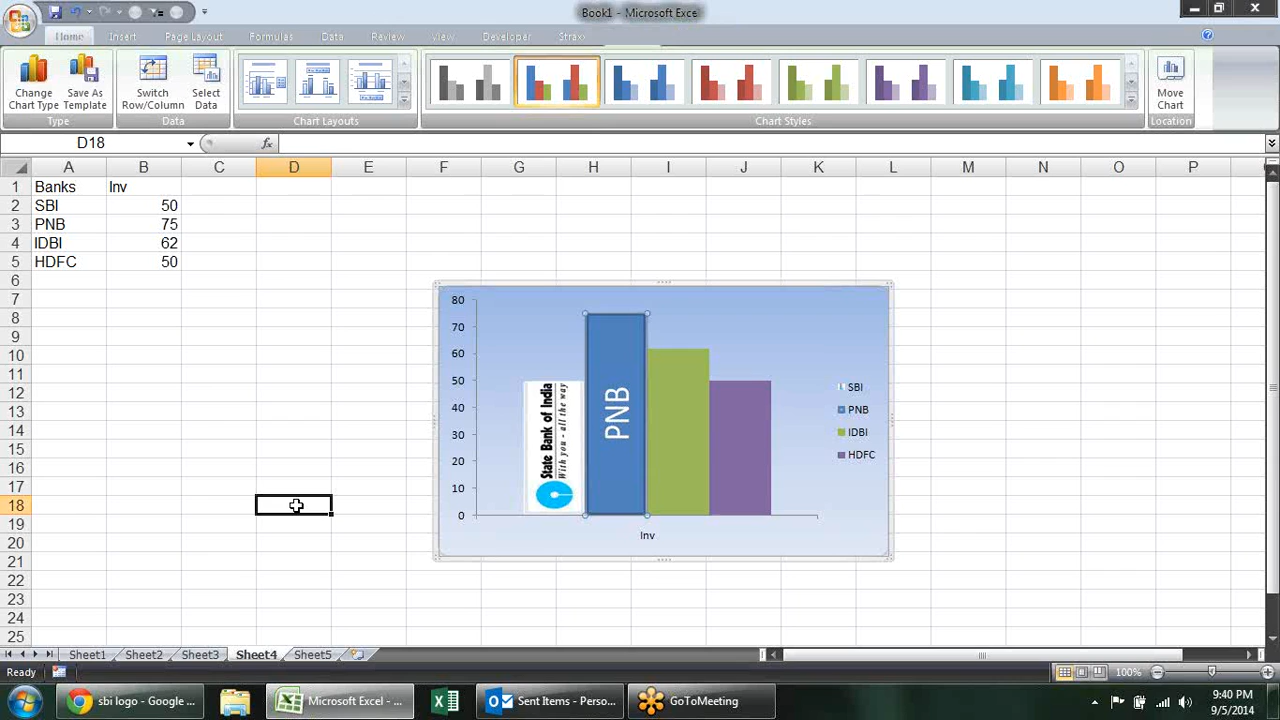 Book1 - Microsoft Exce
Home Insert Page Layout Formulas Data Review View Developer
Change Chart Type
Save As Template
Switch Row/Column
Select Data
Move Chart
Type Data Chart Layouts Chart Styles Location
D18 fx
A B C D E F G H I J K L M N O P
1 Banks Inv
2 SBI 50
3 PNB 75
4 IDBI 62
5 HDFC 50
6
7
8
9
10
11
12
13
14
15
16
17
18
19
20
21
22
23
24
25
80
70
60
50
40
30
20
10
0
State Bank of India
With you - all the way
PNB
Inv
SBI
PNB
IDBI
HDFC
Sheet1 Sheet2 Sheet3 Sheet4 Sheet5
Ready 100%
sbi logo - Google ... Microsoft Excel - ... Sent Items - Perso... GoToMeeting
9:40 PM
9/5/2014